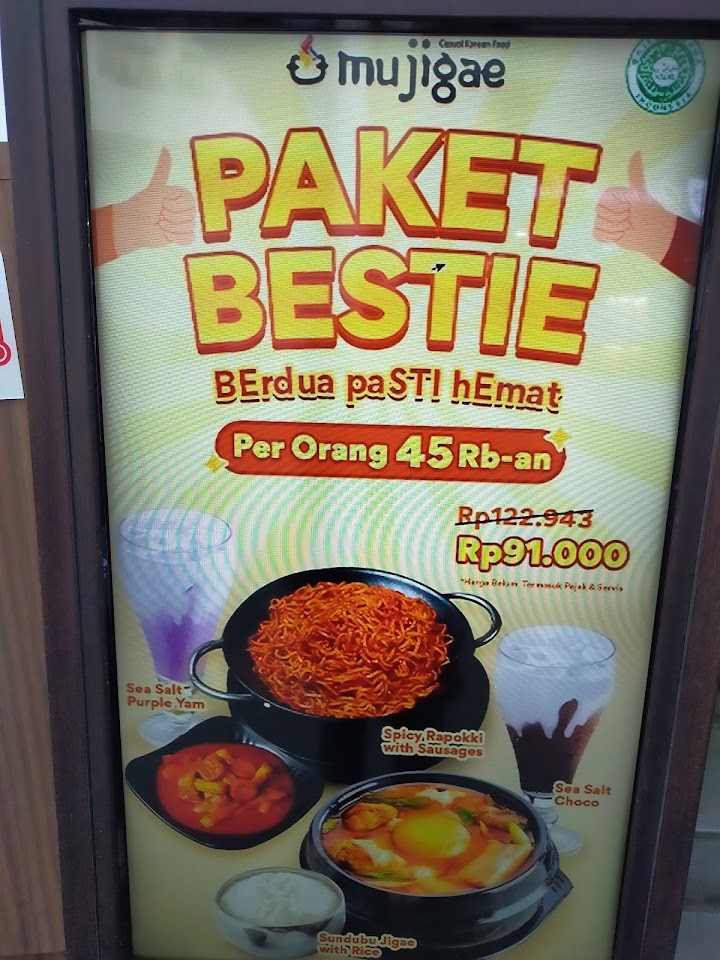 Casual Korean Food
mujigae
INDONESIA
PAKET
BESTIE
BErdua paSTI hEmat
Per Orang 45 Rb-an
Rp122.943
Rp91.000
*Harga Belum Termasuk Pajak & Servis
Sea Salt
Purple Yam
Spicy Rapokki
with Sausages
Sea Salt
Choco
Sundubu Jigae
with Rice